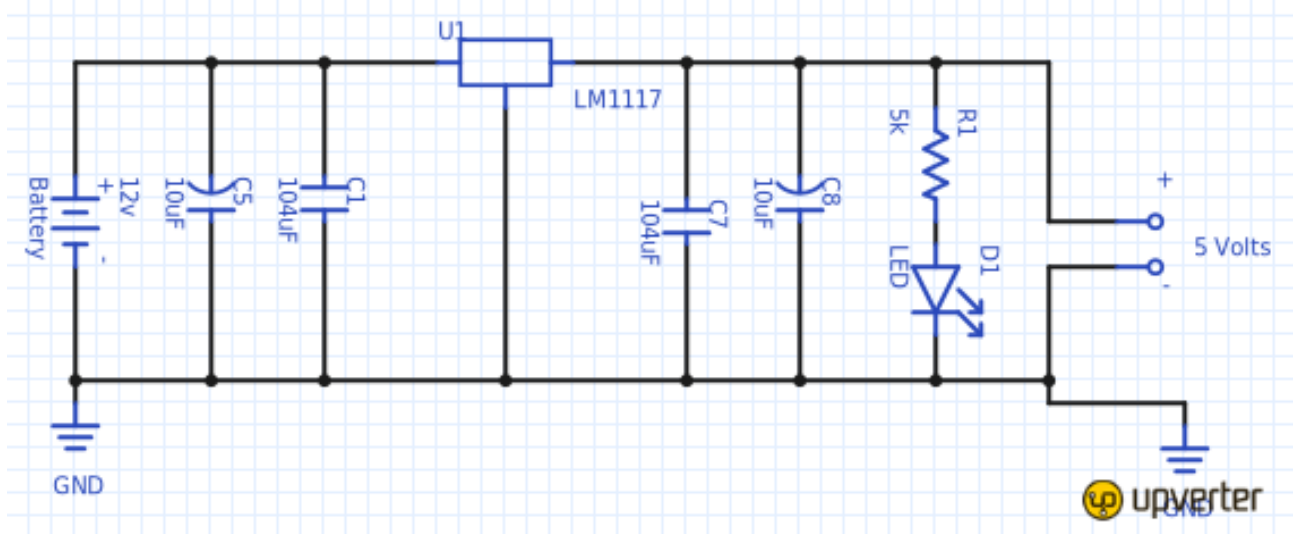 U1
LM1117
Battery
+
12v
-
10uF
C5
104uF
C1
104uF
C7
10uF
C8
5k
R1
LED
D1
+
5 Volts
-
GND
upverter
GND